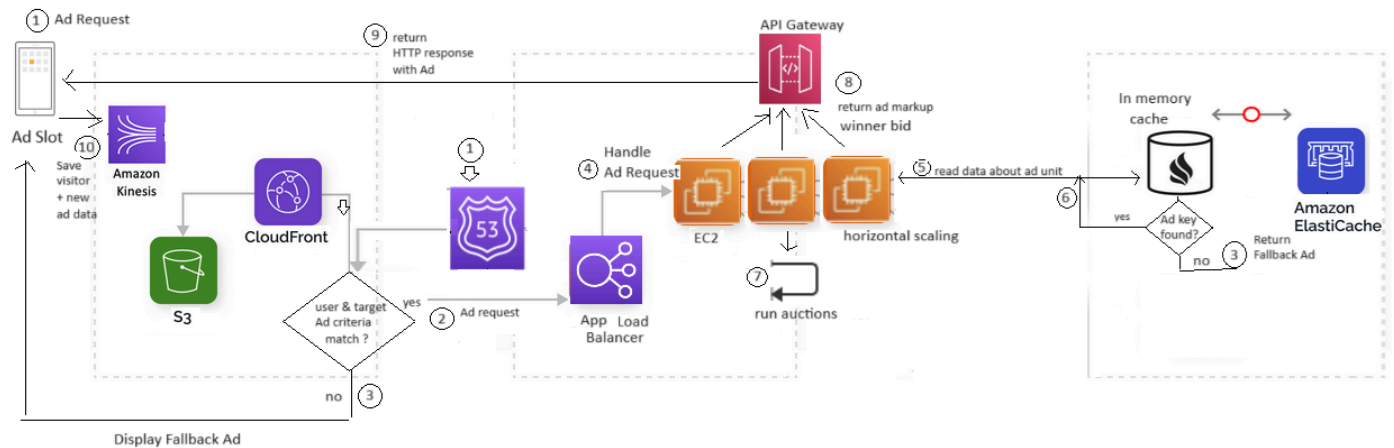 1 Ad Request
Ad Slot
10
Save
visitor
+ new
ad data
Amazon
Kinesis
CloudFront
S3
9 return
HTTP response
with Ad
1
53
user & target
Ad criteria
match ?
yes
2 Ad request
no 3
Display Fallback Ad
App Load
Balancer
4 Handle
Ad Request
EC2
horizontal scaling
7
run auctions
API Gateway
</>
8
return ad markup
winner bid
5 read data about ad unit
6
In memory
cache
yes
Ad key
found?
no 3 Return
Fallback Ad
Amazon
ElastiCache